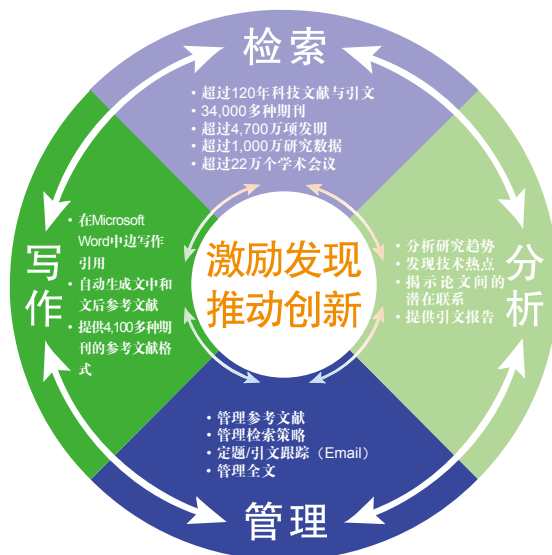 检索
• 超过120年科技文献与引文
• 34,000多种期刊
• 超过4,700万项发明
• 超过1,000万研究数据
• 超过22万个学术会议
写作
• 在Microsoft
Word中边写作
引用
• 自动生成文中和
文后参考文献
• 提供4,100多种期
刊的参考文献格
式
激励发现
推动创新
• 分析研究趋势
• 发现技术热点
• 揭示论文间的
潜在联系
• 提供引文报告
分析
• 管理参考文献
• 管理检索策略
• 定题/引文跟踪（Email）
• 管理全文
管理